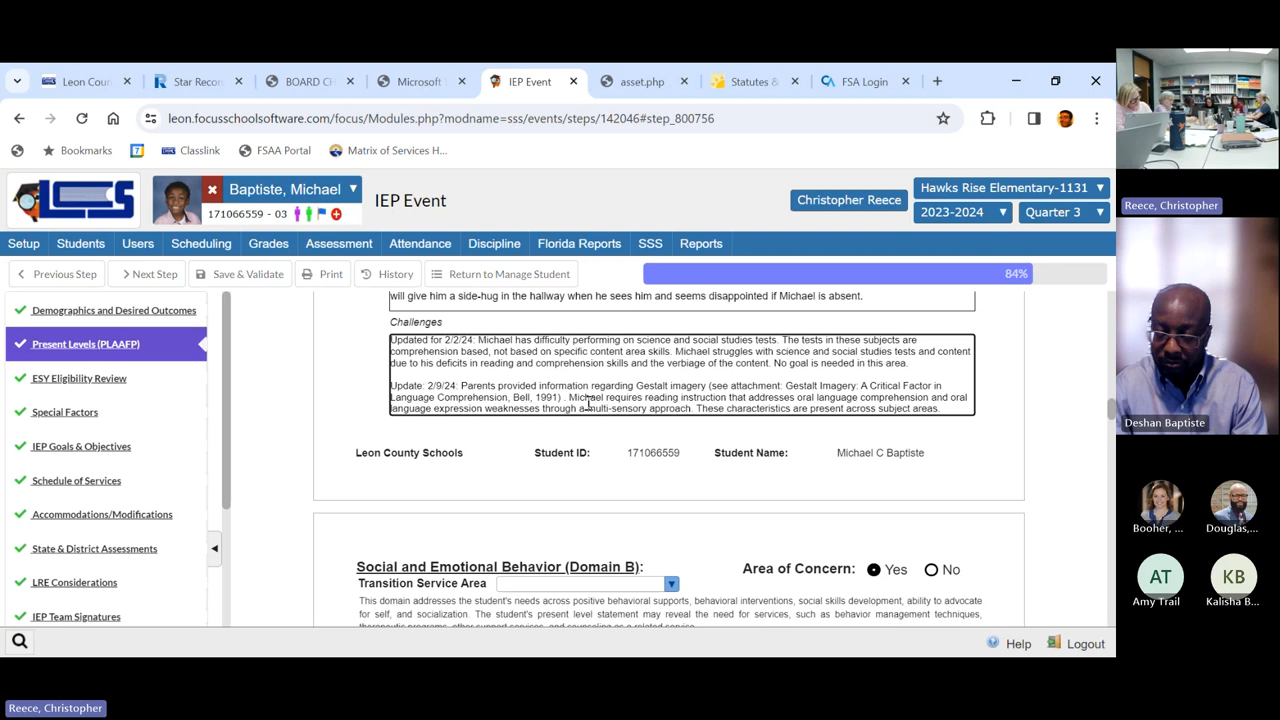 Leon Cour
Star Recor
BOARD CH
Microsoft
IEP Event
asset.php
Statutes &
FSA Login
leon.focusschoolsoftware.com/focus/Modules.php?modname=sss/events/steps/142046#step_800756
Bookmarks
7
Classlink
FSAA Portal
Matrix of Services H...
LCS
Baptiste, Michael
171066559 - 03
IEP Event
Christopher Reece
Hawks Rise Elementary-1131
2023-2024
Quarter 3
Setup Students Users Scheduling Grades Assessment Attendance Discipline Florida Reports SSS Reports
Previous Step
Next Step
Save & Validate
Print
History
Return to Manage Student
84%
Demographics and Desired Outcomes
Present Levels (PLAAFP)
ESY Eligibility Review
Special Factors
IEP Goals & Objectives
Schedule of Services
Accommodations/Modifications
State & District Assessments
LRE Considerations
IEP Team Signatures
will give him a side-hug in the hallway when he sees him and seems disappointed if Michael is absent.
Challenges
Updated for 2/2/24: Michael has difficulty performing on science and social studies tests. The tests in these subjects are
comprehension based, not based on specific content area skills. Michael struggles with science and social studies tests and content
due to his deficits in reading and comprehension skills and the verbiage of the content. No goal is needed in this area.
Update: 2/9/24: Parents provided information regarding Gestalt imagery (see attachment: Gestalt Imagery: A Critical Factor in
Language Comprehension, Bell, 1991) . Michael requires reading instruction that addresses oral language comprehension and oral
language expression weaknesses through a multi-sensory approach. These characteristics are present across subject areas.
Leon County Schools Student ID: 171066559 Student Name: Michael C Baptiste
Social and Emotional Behavior (Domain B):
Area of Concern: Yes No
Transition Service Area
This domain addresses the student's needs across positive behavioral supports, behavioral interventions, social skills development, ability to advocate
for self, and socialization. The student's present level statement may reveal the need for services, such as behavior management techniques,
therapeutic programs, other support services, and counseling as a related service.
Help
Logout
Reece, Christopher
Deshan Baptiste
Booher, ...
Douglas,...
AT
KB
Amy Trail
Kalisha B...
Reece, Christopher